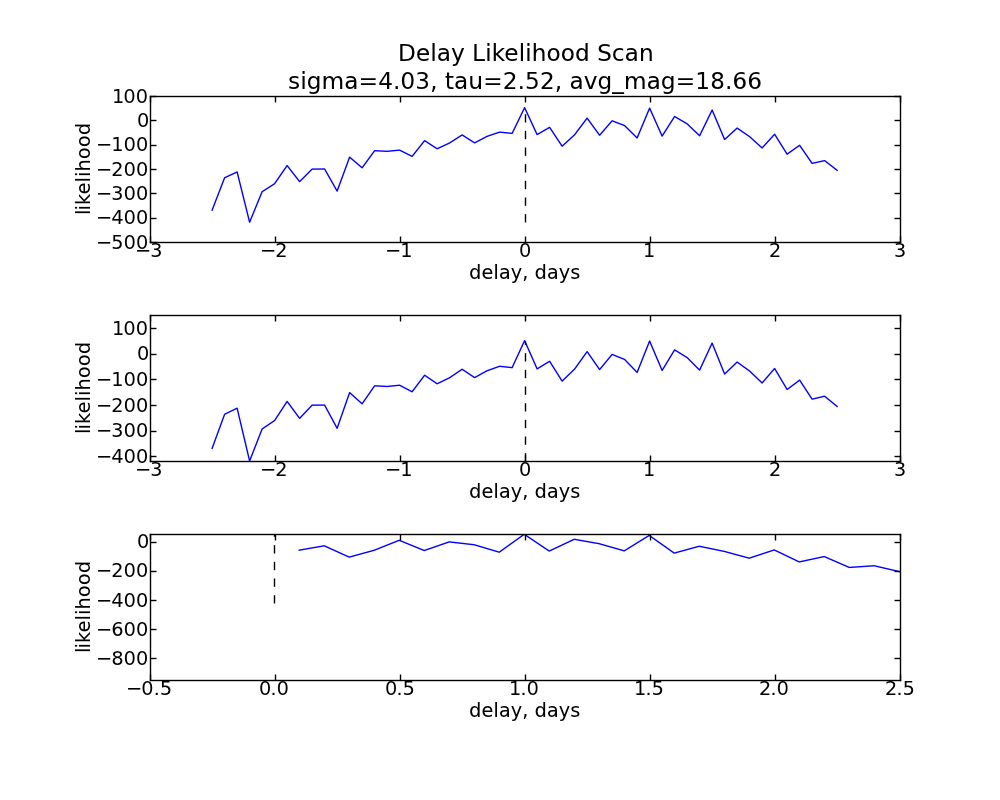 Delay Likelihood Scan
sigma=4.03, tau=2.52, avg_mag=18.66
100
0
−100
−200
−300
−400
−500
likelihood
−3 −2 −1 0 1 2 3
delay, days
100
0
−100
−200
−300
−400
likelihood
−3 −2 −1 0 1 2 3
delay, days
0
−200
−400
−600
−800
likelihood
−0.5 0.0 0.5 1.0 1.5 2.0 2.5
delay, days